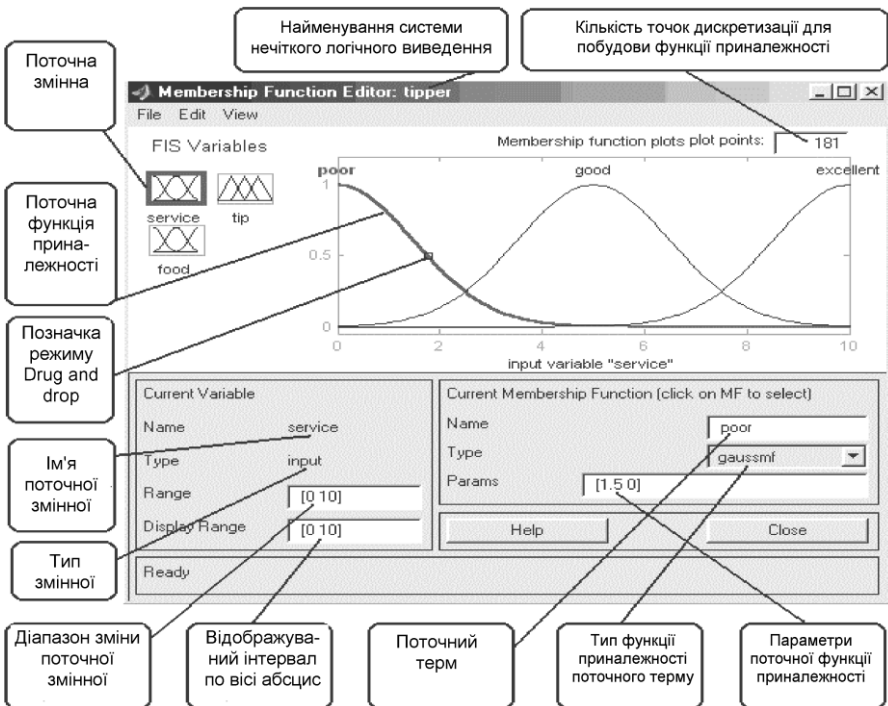 Найменування системи
нечіткого логічного виведення
Кількість точок дискретизації для
побудови функції приналежності
Поточна
змінна
Membership Function Editor: tipper
File Edit View
FIS Variables
Membership function plots plot points: 181
poor good excellent
1
0.5
0
0 2 4 6 8 10
input variable "service"
service tip
food
Поточна
функція
прина-
лежності
Позначка
режиму
Drug and
drop
Ім'я
поточної
змінної
Тип
змінної
Current Variable
Name service
Type input
Range [0 10]
Display Range [0 10]
Current Membership Function (click on MF to select)
Name poor
Type gaussmf
Params [1.5 0]
Help Close
Ready
Діапазон зміни
поточної
змінної
Відображува-
ний інтервал
по вісі абсцис
Поточний
терм
Тип функції
приналежності
поточного терму
Параметри
поточної функції
приналежності